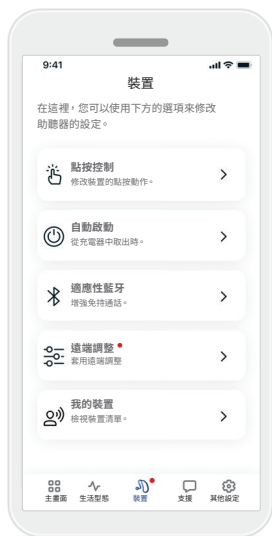 9:41
裝置
在這裡，您可以使用下方的選項來修改
助聽器的設定。
點按控制
修改裝置的點按動作。
自動啟動
從充電器中取出時。
適應性藍牙
增強免持通話。
遠端調整
套用遠端調整
我的裝置
檢視裝置清單。
主畫面 生活型態 裝置 支援 其他設定